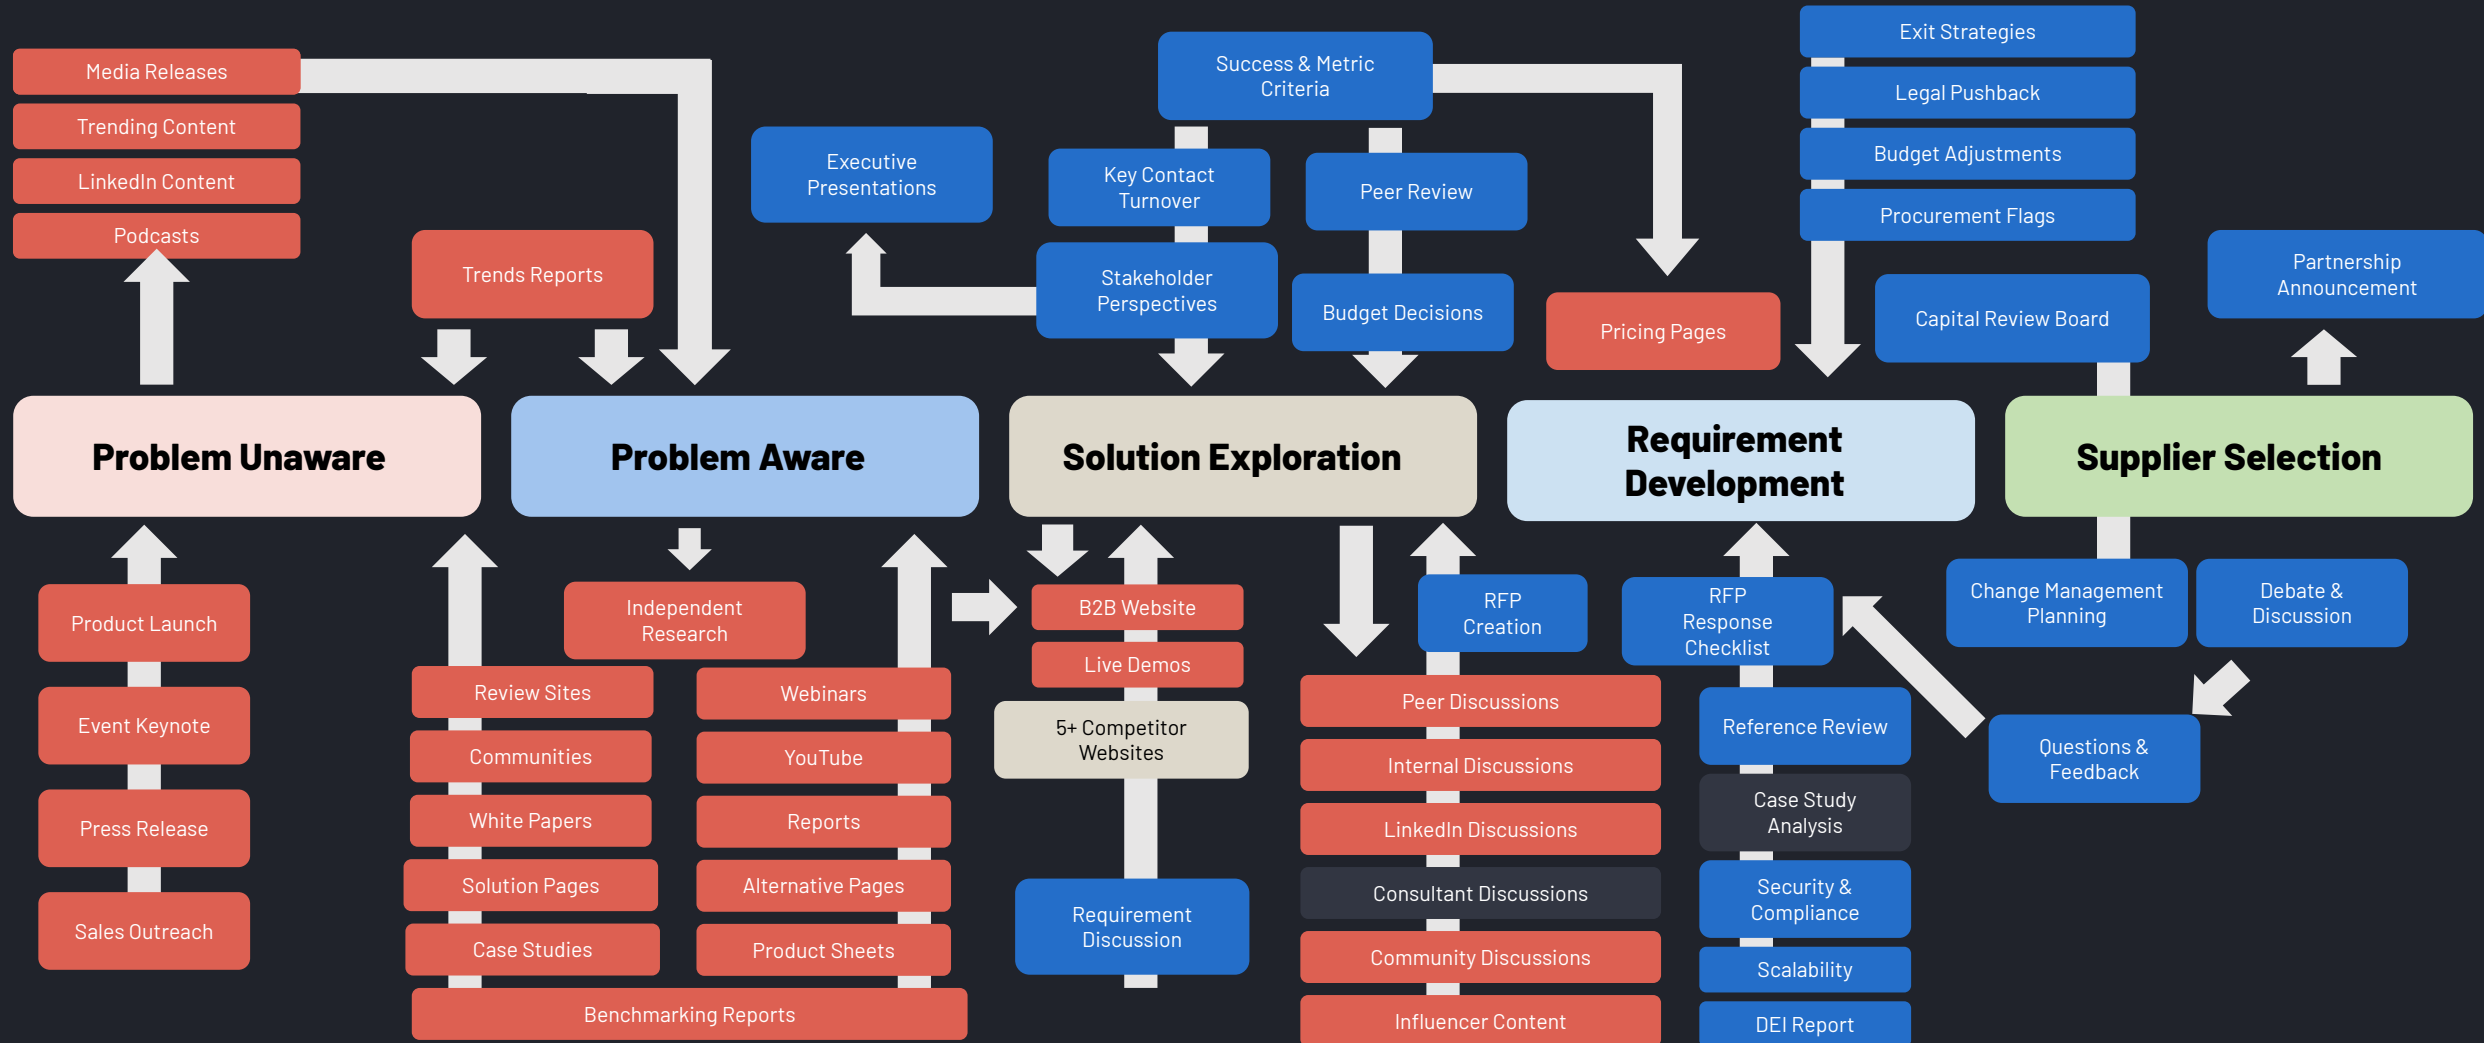 Media Releases
Trending Content
LinkedIn Content
Podcasts
Trends Reports
Executive
Presentations
Success & Metric
Criteria
Key Contact
Turnover
Stakeholder
Perspectives
Peer Review
Budget Decisions
Pricing Pages
Exit Strategies
Legal Pushback
Budget Adjustments
Procurement Flags
Capital Review Board
Partnership
Announcement
Problem Unaware
Problem Aware
Solution Exploration
Requirement
Development
Supplier Selection
Product Launch
Event Keynote
Press Release
Sales Outreach
Independent
Research
Review Sites
Communities
White Papers
Solution Pages
Case Studies
Webinars
YouTube
Reports
Alternative Pages
Product Sheets
Benchmarking Reports
B2B Website
Live Demos
5+ Competitor
Websites
Requirement
Discussion
RFP
Creation
Peer Discussions
Internal Discussions
LinkedIn Discussions
Consultant Discussions
Community Discussions
Influencer Content
RFP
Response
Checklist
Reference Review
Case Study
Analysis
Security &
Compliance
Scalability
DEI Report
Change Management
Planning
Debate &
Discussion
Questions &
Feedback